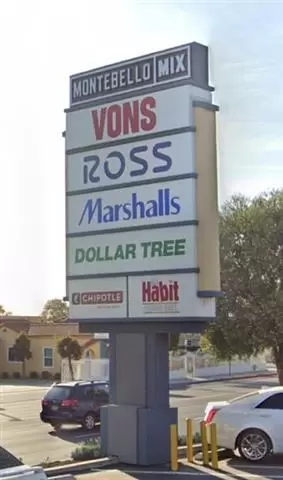 MONTEBELLO MIX
VONS
ROSS
Marshalls
DOLLAR TREE
CHIPOTLE
Habit